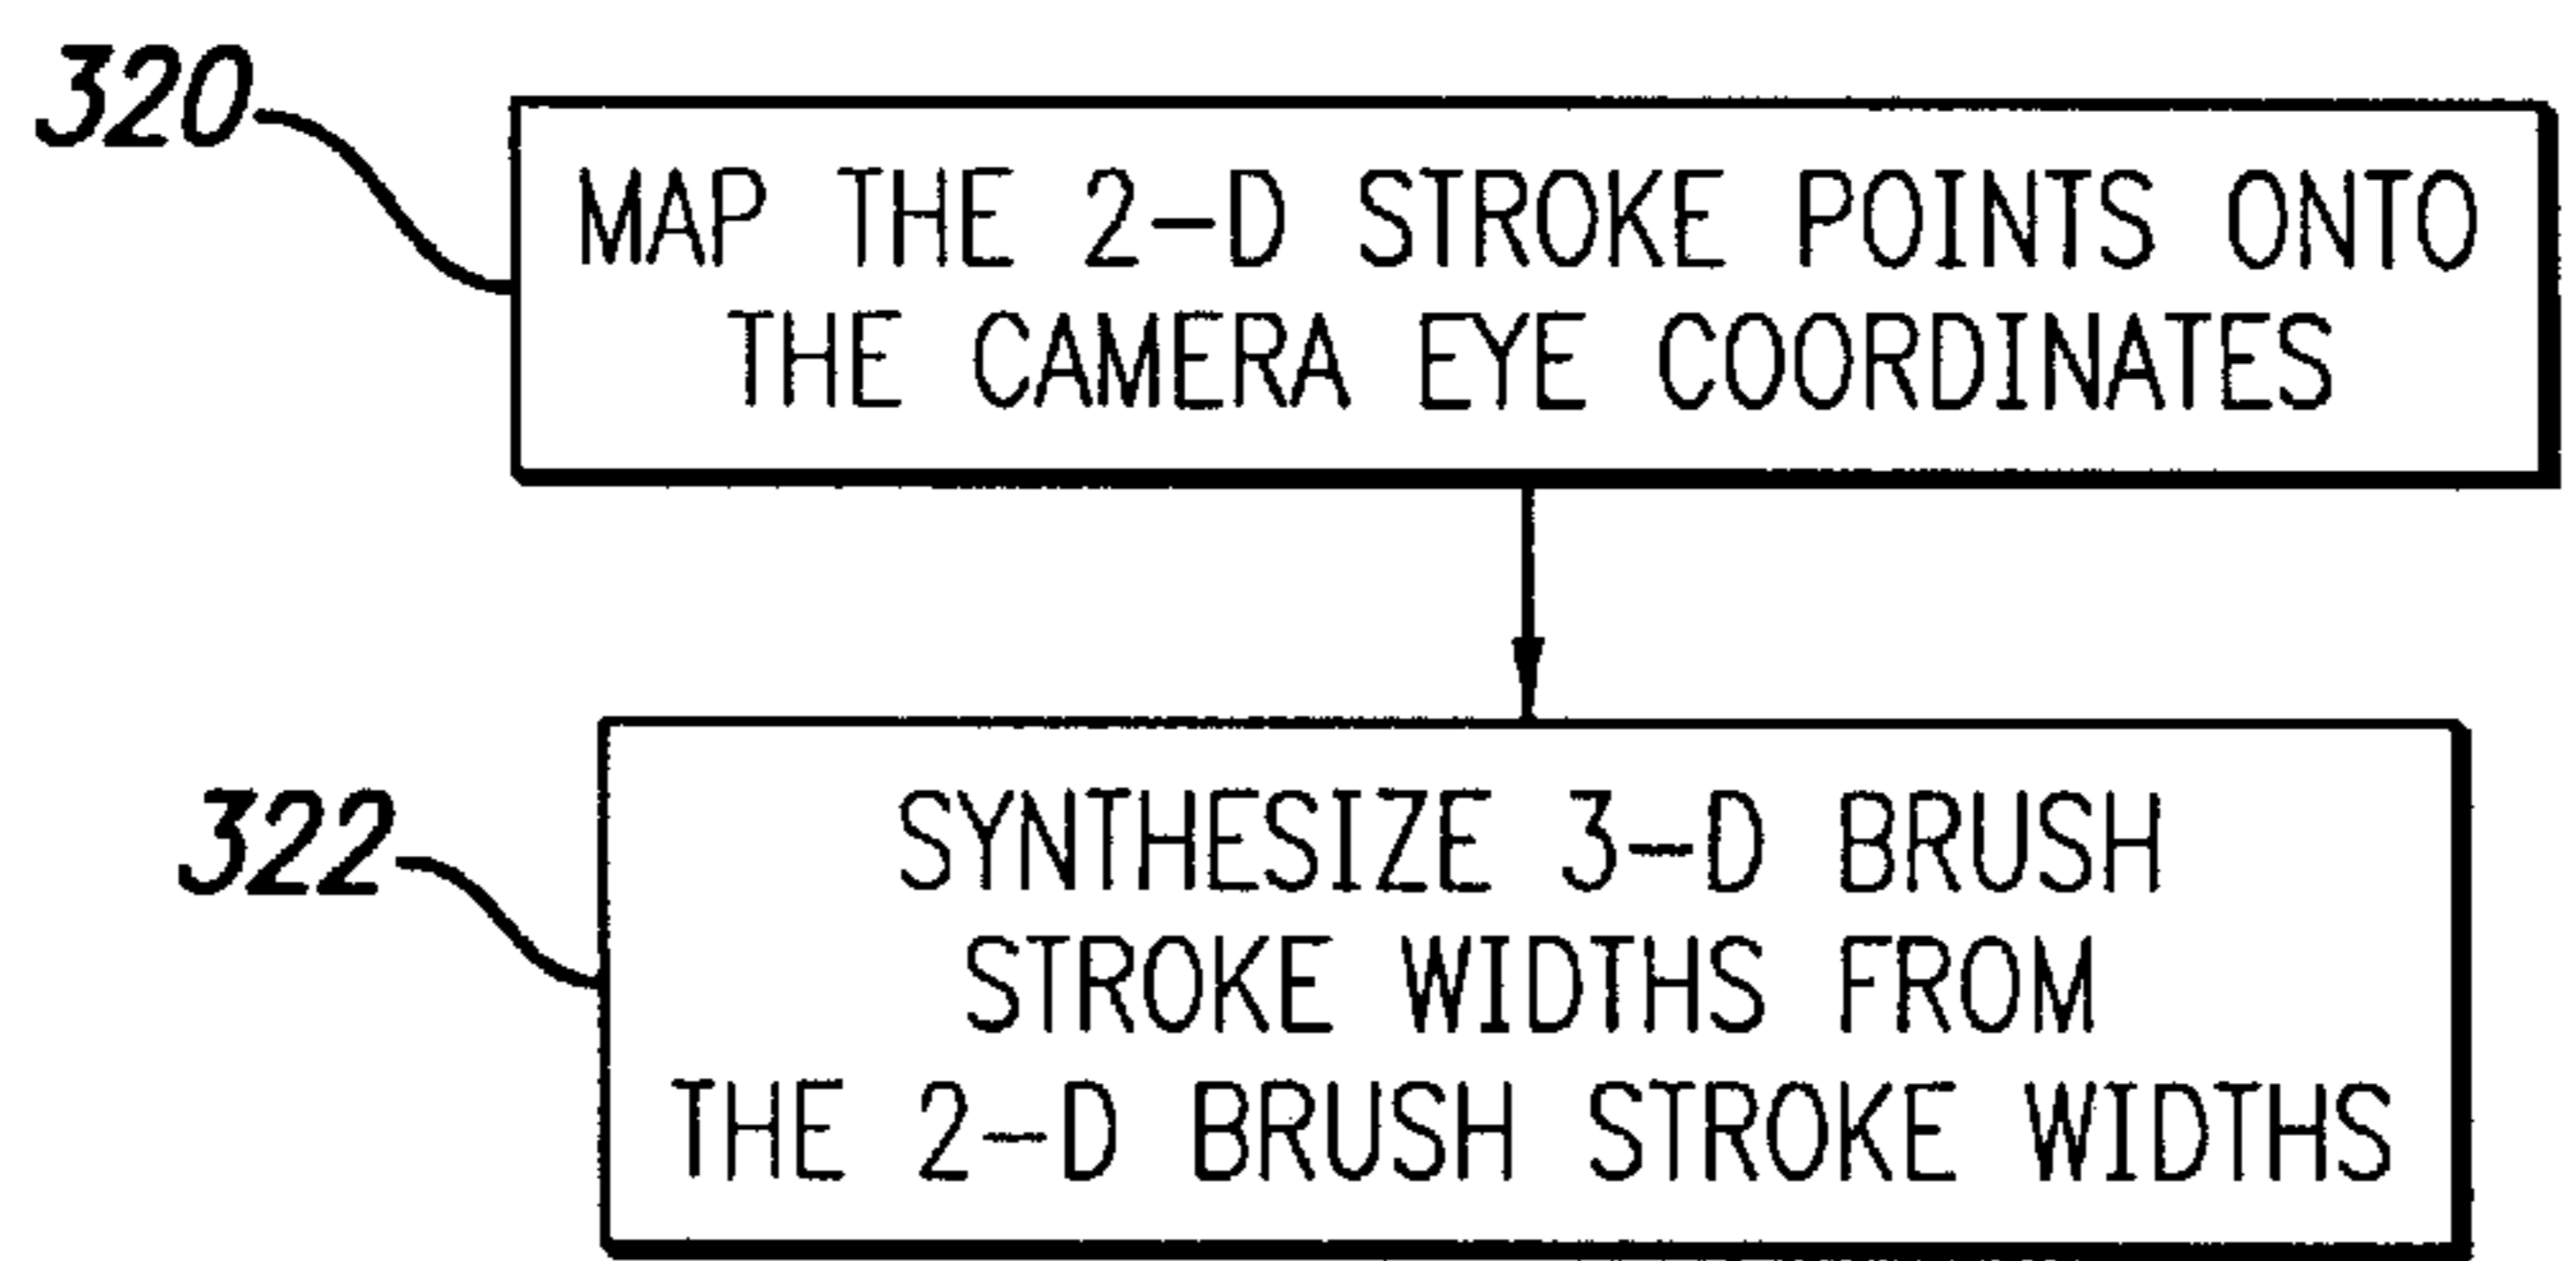 320
MAP THE 2-D STROKE POINTS ONTO
THE CAMERA EYE COORDINATES
322
SYNTHESIZE 3-D BRUSH
STROKE WIDTHS FROM
THE 2-D BRUSH STROKE WIDTHS